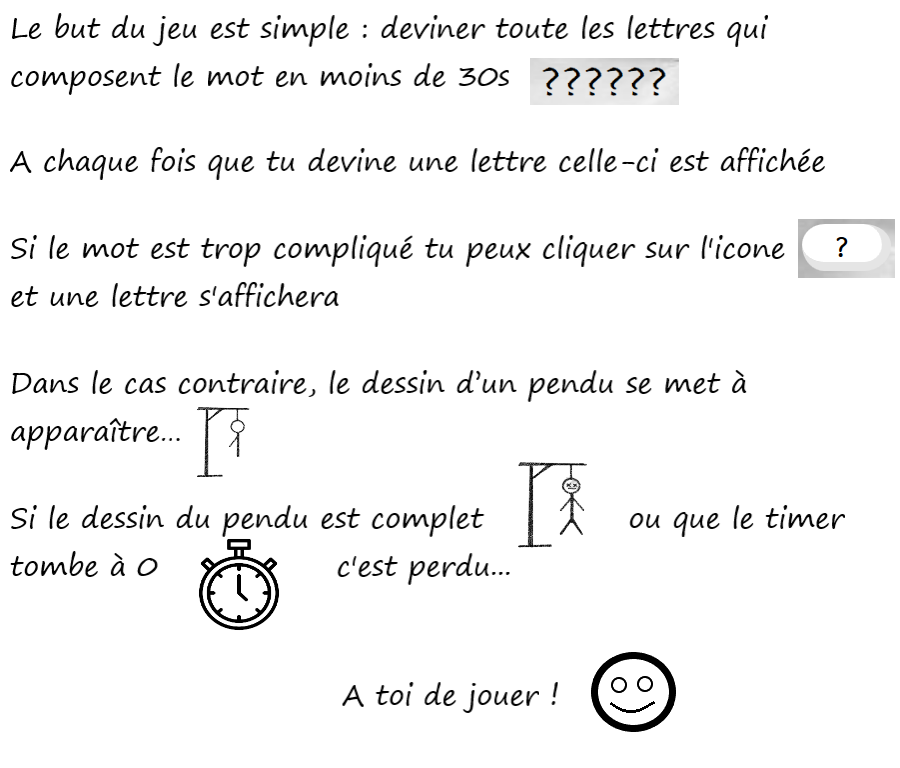 Le but du jeu est simple : deviner toute les lettres qui
composent le mot en moins de 30s ??????
A chaque fois que tu devine une lettre celle-ci est affichée
Si le mot est trop compliqué tu peux cliquer sur l'icone ?
et une lettre s'affichera
Dans le cas contraire, le dessin d’un pendu se met à
apparaître...
Si le dessin du pendu est complet ou que le timer
tombe à 0 c'est perdu...
A toi de jouer !